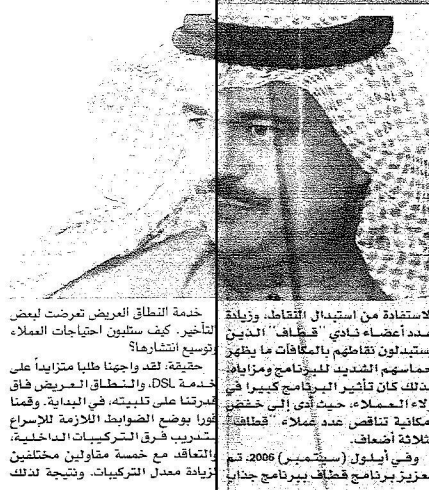 الاستفادة من استبدال النقاط، وزيادة
عدد أعضاء نادي "قطاف" الذين
يستبدلون نقاطهم بالمكافآت ما يظهر
حماسهم الشديد للبرنامج ومزاياه.
كذلك كان تأثير البرنامج كبيرا في
ولاء العملاء، حيث أدى إلى خفض
إمكانية تناقص عدد عملاء "قطاف"
ثلاثة أضعاف.
وفي أيلول (سبتمبر) 2006، تم
تعزيز برنامج قطاف ببرنامج جذاب
خدمة النطاق العريض تعرضت لبعض
التأخير. كيف ستلبون احتياجات العملاء
وتوسيع انتشارها؟
حقيقة، لقد واجهنا طلبا متزايداً على
خدمة DSL، والنطاق العريض فاق
قدرتنا على تلبيته، في البداية. وقمنا
فورا بوضع الضوابط اللازمة للإسراع
بتدريب فرق التركيبات الداخلية،
والتعاقد مع خمسة مقاولين مختلفين
لزيادة معدل التركيبات. ونتيجة لذلك